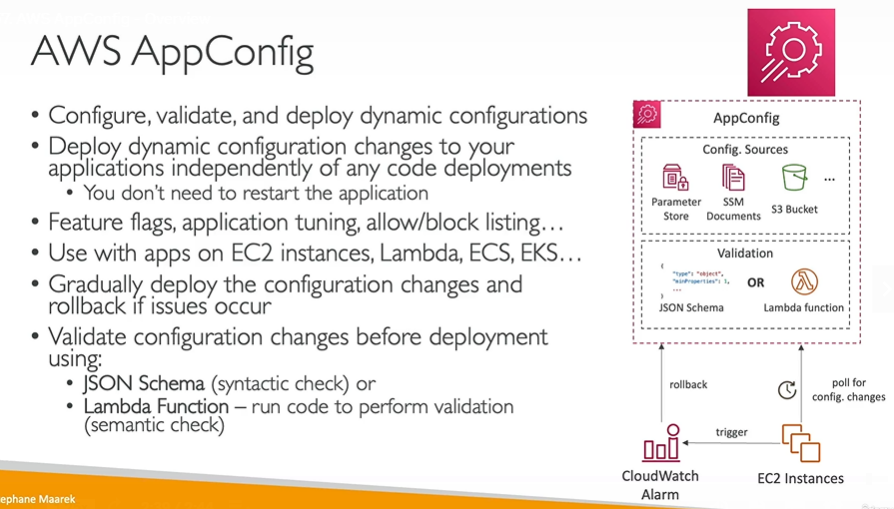 AWS AppConfig
• Configure, validate, and deploy dynamic configurations
• Deploy dynamic configuration changes to your
applications independently of any code deployments
• You don't need to restart the application
• Feature flags, application tuning, allow/block listing…
• Use with apps on EC2 instances, Lambda, ECS, EKS…
• Gradually deploy the configuration changes and
rollback if issues occur
• Validate configuration changes before deployment
using:
• JSON Schema (syntactic check) or
• Lambda Function – run code to perform validation
(semantic check)
AppConfig
Config. Sources
Parameter
Store
SSM
Documents
S3 Bucket
...
Validation
{
"type": "object",
"minProperties": 1,
...
}
JSON Schema
OR
Lambda function
rollback
poll for
config. changes
trigger
CloudWatch
Alarm
EC2 Instances
ephane Maarek